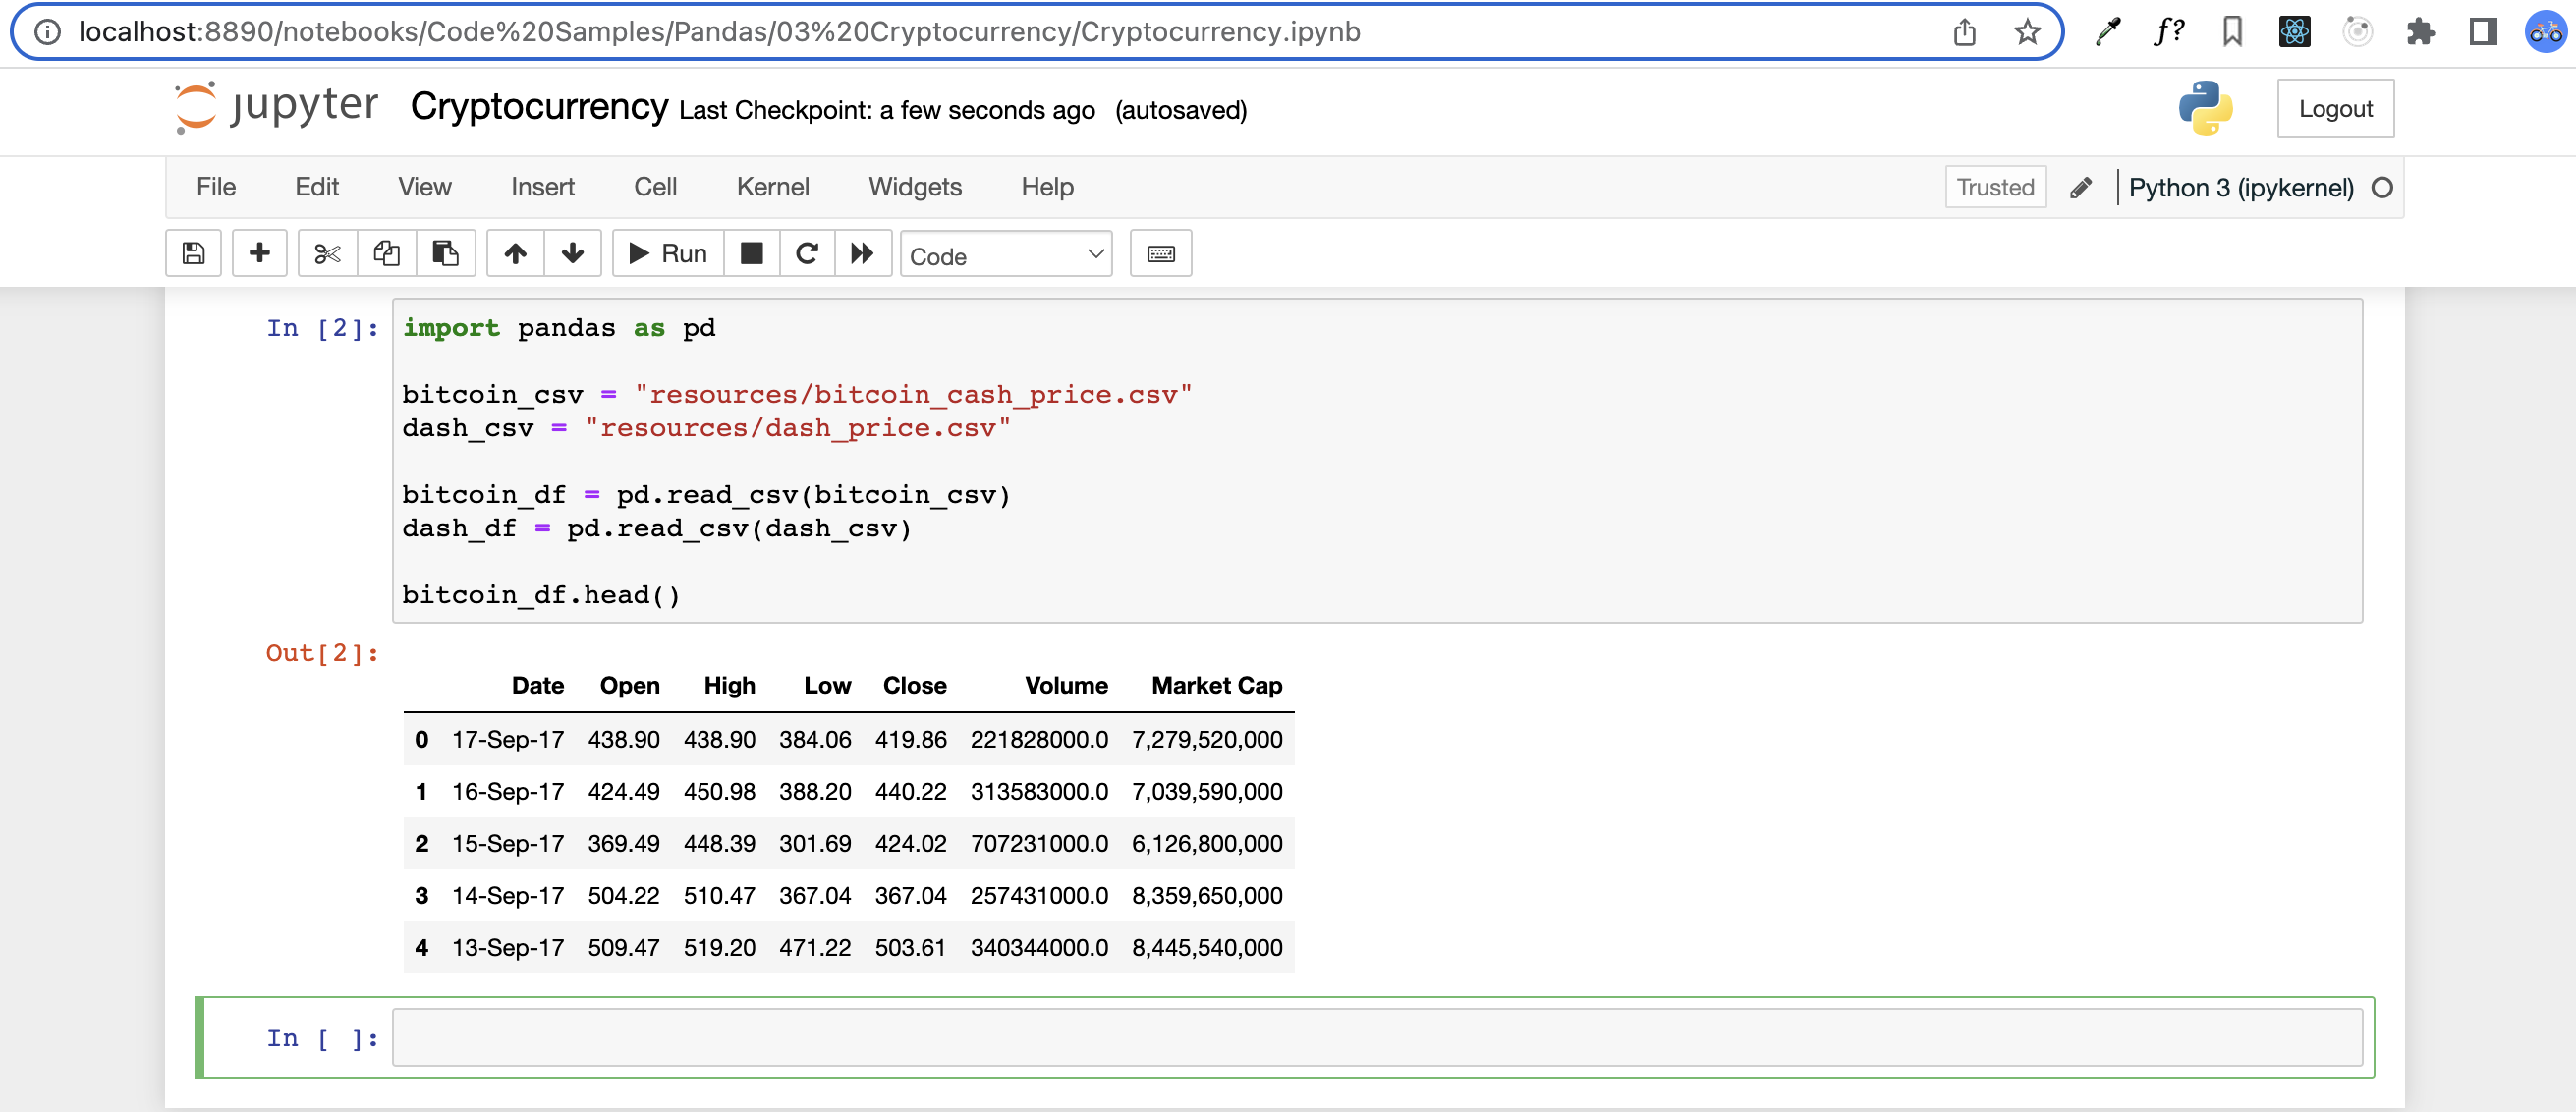 localhost:8890/notebooks/Code%20Samples/Pandas/03%20Cryptocurrency/Cryptocurrency.ipynb
f?
jupyter Cryptocurrency Last Checkpoint: a few seconds ago (autosaved)
Logout
File Edit View Insert Cell Kernel Widgets Help
Trusted Python 3 (ipykernel)
Run Code
In [2]: import pandas as pd
bitcoin_csv = "resources/bitcoin_cash_price.csv"
dash_csv = "resources/dash_price.csv"
bitcoin_df = pd.read_csv(bitcoin_csv)
dash_df = pd.read_csv(dash_csv)
bitcoin_df.head()
Out[2]:
Date Open High Low Close Volume Market Cap
0 17-Sep-17 438.90 438.90 384.06 419.86 221828000.0 7,279,520,000
1 16-Sep-17 424.49 450.98 388.20 440.22 313583000.0 7,039,590,000
2 15-Sep-17 369.49 448.39 301.69 424.02 707231000.0 6,126,800,000
3 14-Sep-17 504.22 510.47 367.04 367.04 257431000.0 8,359,650,000
4 13-Sep-17 509.47 519.20 471.22 503.61 340344000.0 8,445,540,000
In [ ]: